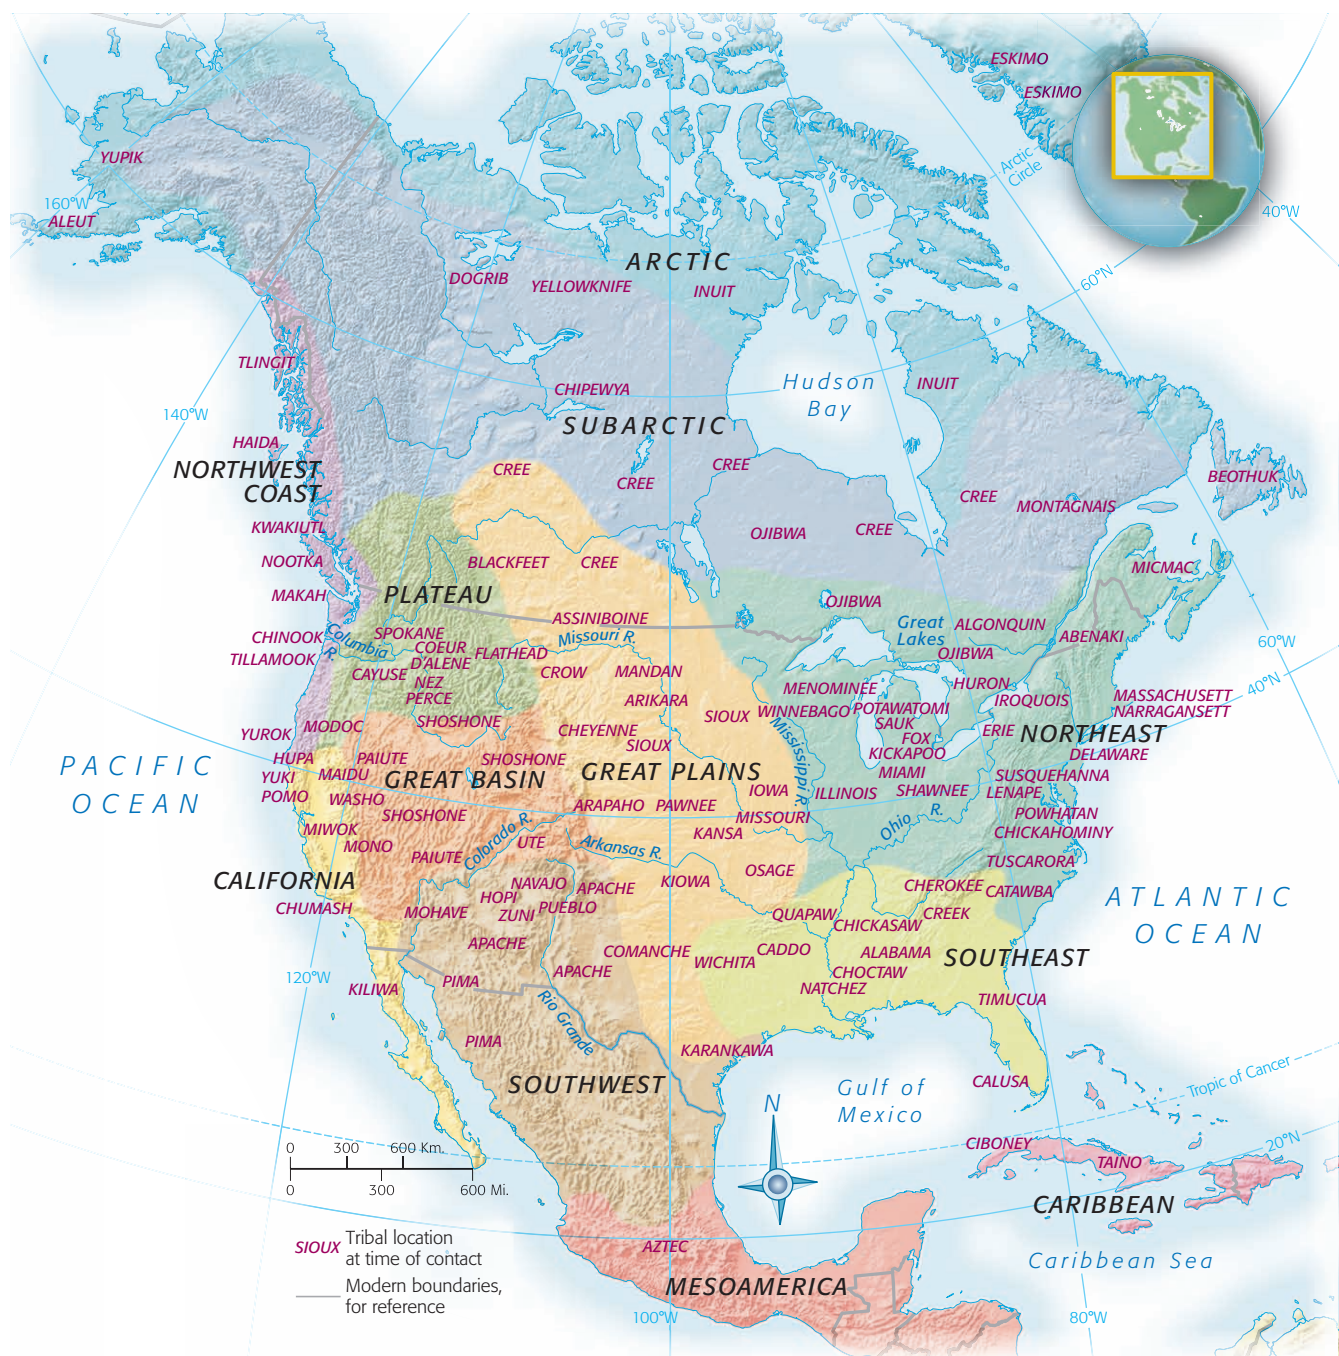 ESKIMO
ESKIMO
Arctic
Circle
40°W
YUPIK
160°W
ALEUT
60°N
ARCTIC
DOGRIB
YELLOWKNIFE
INUIT
TLINGIT
CHIPEWYA
Hudson
Bay
INUIT
140°W
SUBARCTIC
HAIDA
NORTHWEST
COAST
CREE
CREE
CREE
CREE
MONTAGNAIS
BEOTHUK
KWAKIUTL
OJIBWA
CREE
NOOTKA
BLACKFEET
CREE
MICMAC
MAKAH
PLATEAU
OJIBWA
ASSINIBOINE
Great
Lakes
ALGONQUIN
ABENAKI
60°W
CHINOOK
Columbia
R.
SPOKANE
Missouri R.
TILLAMOOK
COEUR
D'ALENE
FLATHEAD
OJIBWA
CAYUSE
NEZ
PERCE
CROW
MANDAN
HURON
40°N
MENOMINEE
IROQUOIS
MASSACHUSETT
NARRAGANSETT
ARIKARA
SIOUX
WINNEBAGO
POTAWATOMI
SAUK
FOX
KICKAPOO
ERIE
NORTHEAST
YUROK
MODOC
SHOSHONE
CHEYENNE
SIOUX
Mississippi R.
DELAWARE
PACIFIC
OCEAN
HUPA
YUKI
POMO
PAIUTE
MAIDU
GREAT BASIN
SHOSHONE
GREAT PLAINS
MIAMI
SUSQUEHANNA
LENAPE
WASHO
SHOSHONE
ARAPAHO
PAWNEE
IOWA
ILLINOIS
SHAWNEE
MISSOURI
POWHATAN
CHICKAHOMINY
MIWOK
MONO
Colorado R.
UTE
KANSA
Ohio
R.
PAIUTE
Arkansas R.
TUSCARORA
CALIFORNIA
NAVAJO
HOPI
ZUNI
PUEBLO
APACHE
KIOWA
OSAGE
CHEROKEE
CATAWBA
ATLANTIC
OCEAN
CHUMASH
MOHAVE
QUAPAW
CHICKASAW
CREEK
APACHE
COMANCHE
WICHITA
CADDO
ALABAMA
SOUTHEAST
120°W
KILIWA
PIMA
APACHE
CHOCTAW
NATCHEZ
TIMUCUA
Rio Grande
PIMA
KARANKAWA
SOUTHWEST
Gulf of
Mexico
CALUSA
Tropic of Cancer
N
CIBONEY
TAINO
20°N
0 300 600 Km.
0 300 600 Mi.
CARIBBEAN
SIOUX Tribal location
at time of contact
AZTEC
Caribbean Sea
Modern boundaries,
for reference
MESOAMERICA
100°W
80°W